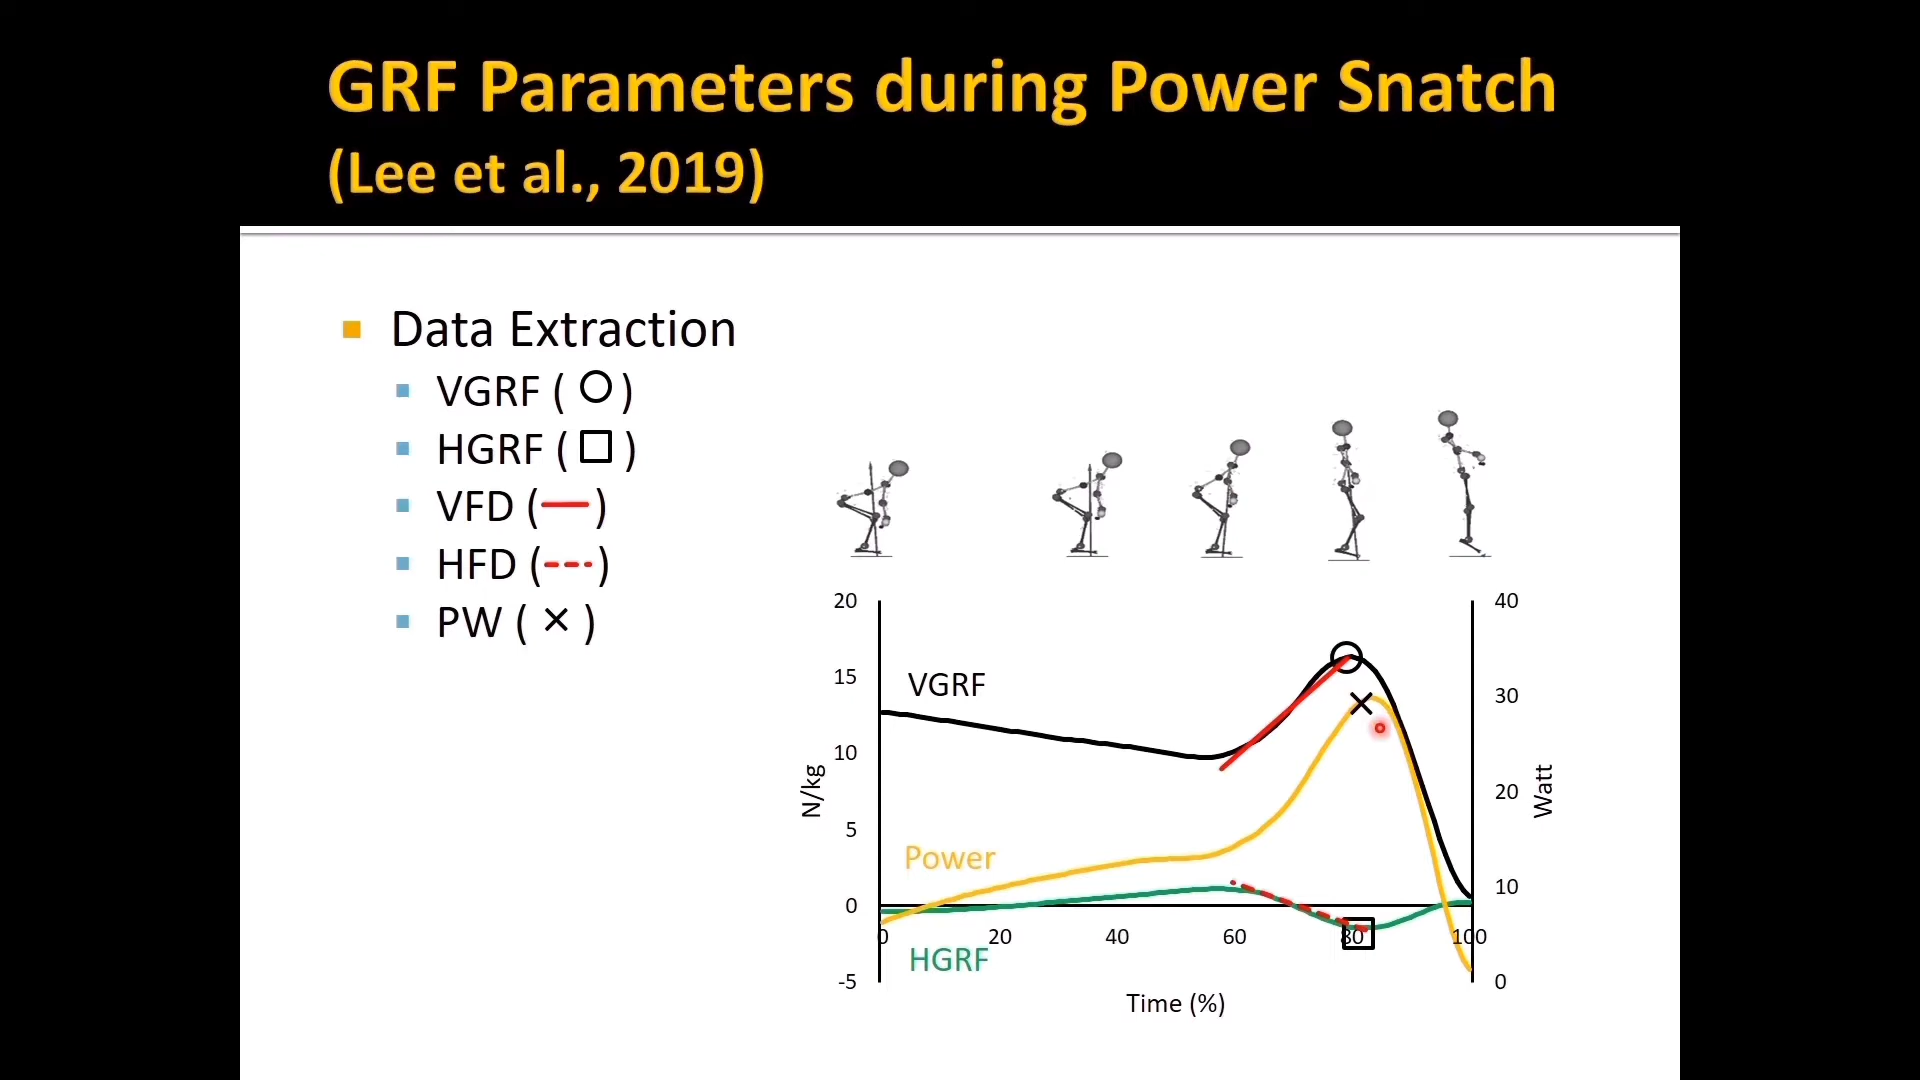 GRF Parameters during Power Snatch
(Lee et al., 2019)
Data Extraction
VGRF ( ○ )
HGRF ( □ )
VFD ( — )
HFD ( --- )
PW ( × )
20
15
10
5
0
-5
N/kg
VGRF
Power
HGRF
0 20 40 60 80 100
Time (%)
40
30
20
10
0
Watt